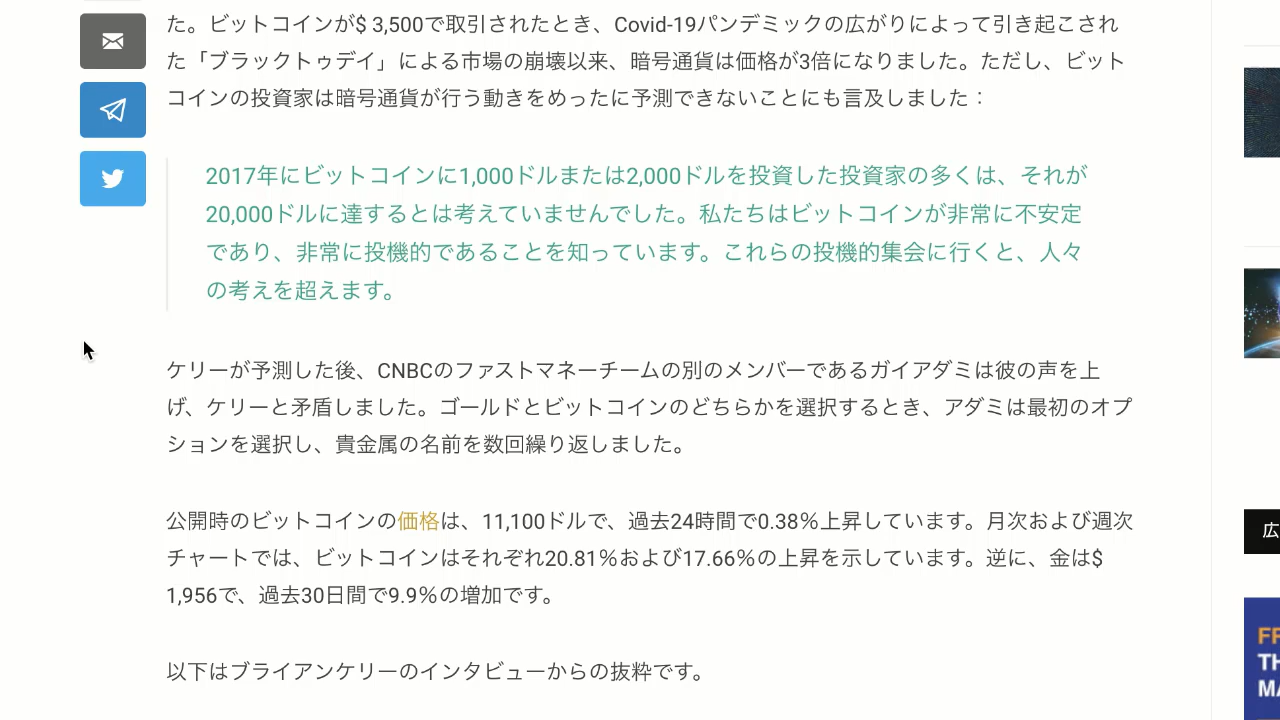 た。ビットコインが$ 3,500で取引されたとき、Covid-19パンデミックの広がりによって引き起こされ
た「ブラックトゥデイ」による市場の崩壊以来、暗号通貨は価格が3倍になりました。ただし、ビット
コインの投資家は暗号通貨が行う動きをめったに予測できないことにも言及しました：
2017年にビットコインに1,000ドルまたは2,000ドルを投資した投資家の多くは、それが
20,000ドルに達するとは考えていませんでした。私たちはビットコインが非常に不安定
であり、非常に投機的であることを知っています。これらの投機的集会に行くと、人々
の考えを超えます。
ケリーが予測した後、CNBCのファストマネーチームの別のメンバーであるガイアダミは彼の声を上
げ、ケリーと矛盾しました。ゴールドとビットコインのどちらかを選択するとき、アダミは最初のオプ
ションを選択し、貴金属の名前を数回繰り返しました。
公開時のビットコインの価格は、11,100ドルで、過去24時間で0.38％上昇しています。月次および週次
チャートでは、ビットコインはそれぞれ20.81％および17.66％の上昇を示しています。逆に、金は$
1,956で、過去30日間で9.9％の増加です。
以下はブライアンケリーのインタビューからの抜粋です。
広
FR
TH
MA